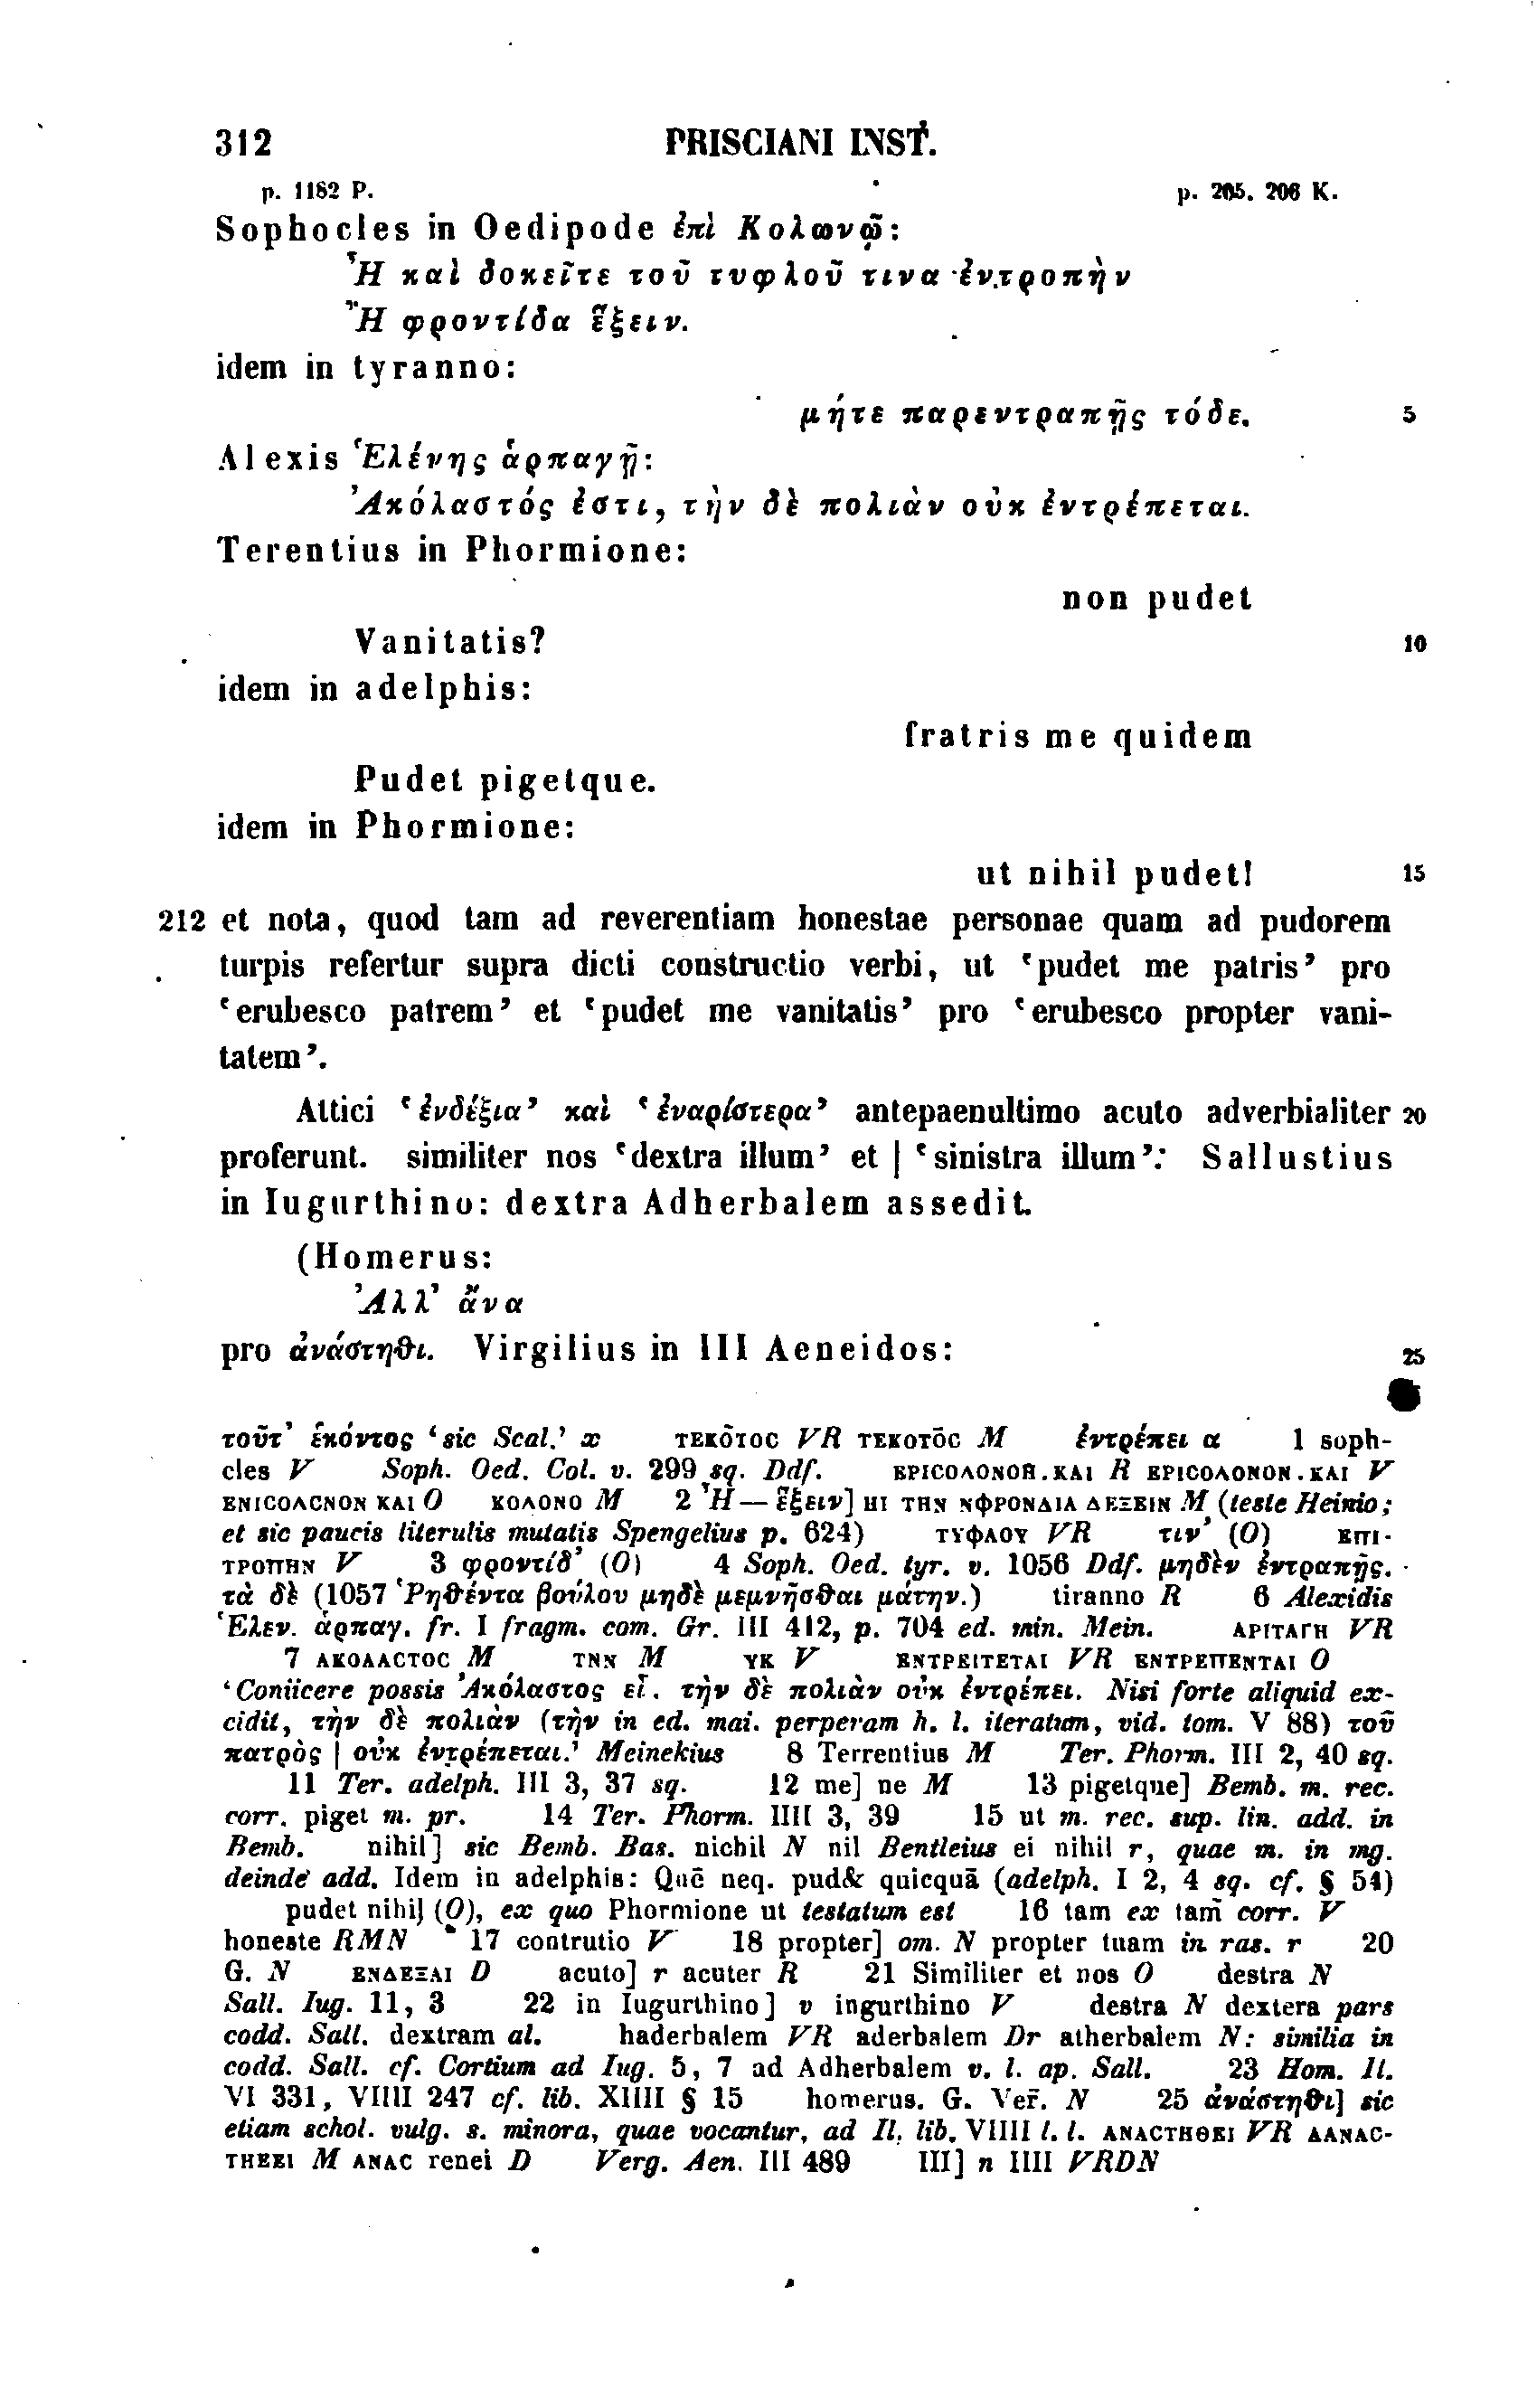 312 PRISCIANI INST.
p. 1182 P. p. 205. 206 K.
Sophocles in Oedipode ἐπὶ Κολωνῷ:
Ἦ καὶ δοκεῖτε τοῦ τυφλοῦ τινα ἐντροπὴν
Ἢ φροντίδα ἕξειν.
idem in tyranno:
μήτε παρεντραπῇς τόδε. 5
Alexis Ἑλένης ἁρπαγῇ:
Ἀκόλαστός ἐστι, τὴν δὲ πολιὰν οὐκ ἐντρέπεται.
Terentius in Phormione:
non pudet
Vanitatis? 10
idem in adelphis:
fratris me quidem
Pudet pigetque.
idem in Phormione:
ut nihil pudet! 15
212 et nota, quod tam ad reverentiam honestae personae quam ad pudorem
turpis refertur supra dicti constructio verbi, ut ‘pudet me patris’ pro
‘erubesco patrem’ et ‘pudet me vanitatis’ pro ‘erubesco propter vani-
tatem’.
Attici ‘ἐνδέξια’ καὶ ‘ἐναρίστερα’ antepaenultimo acuto adverbialiter 20
proferunt. similiter nos ‘dextra illum’ et | ‘sinistra illum’: Sallustius
in Iugurthino: dextra Adherbalem assedit.
(Homerus:
Ἀλλ’ ἄνα
pro ἀνάστηθι. Virgilius in III Aeneidos: 25
τοῦτ’ ἑκόντος ‘sic Scal.’ x ΤΕΚΟ̄ΤΟC VR ΤΕΚΟΤΟ̄C M ἐντρέπει α 1 soph-
cles V Soph. Oed. Col. v. 299 sq. Ddf. ΕΡΙCΟΛΟΝΟΝ.ΚΑΙ R ΕΡΙCΟΛΟΝΟΝ.ΚΑΙ V
ΕΝΙCΟΛCΝΟΝ ΚΑΙ O ΚΟΛΟΝΟ M 2 Ἦ — ἕξειν] ΗΙ ΤΗΝ ΝΦΡΟΝΔΙΑ ΔΕΞΕΙΝ M (teste Heinio;
et sic paucis literulis mutatis Spengelius p. 624) ΤΥΦΛΟΥ VR τιν’ (O) ΕΠΙ-
ΤΡΟΠΗΝ V 3 φροντίδ’ (O) 4 Soph. Oed. tyr. v. 1056 Ddf. μηδὲν ἐντραπῇς.
τὰ δὲ (1057 Ῥηθέντα βούλου μηδὲ μεμνῆσθαι μάτην.) tiranno R 6 Alexidis
Ἑλεν. ἁρπαγ. fr. I fragm. com. Gr. III 412, p. 704 ed. min. Mein. ΑΡΙΤΑΓΗ VR
7 ΑΚΟΛΑCΤΟC M ΤΝΝ M ΥΚ V ΕΝΤΡΕΙΤΕΤΑΙ VR ΕΝΤΡΕΠΕΝΤΑΙ O
‘Coniicere possis Ἀκόλαστος εἶ. τὴν δὲ πολιὰν οὐκ ἐντρέπει. Nisi forte aliquid ex-
cidit, τὴν δὲ πολιὰν (τὴν in ed. mai. perperam h. l. iteratum, vid. tom. V 88) τοῦ
πατρὸς | οὐκ ἐντρέπεται.’ Meinekius 8 Terrentius M Ter. Phorm. III 2, 40 sq.
11 Ter. adelph. III 3, 37 sq. 12 me] ne M 13 pigetque] Bemb. m. rec.
corr. piget m. pr. 14 Ter. Phorm. IIII 3, 39 15 ut m. rec. sup. lin. add. in
Bemb. nihil] sic Bemb. Bas. nichil N nil Bentleius ei nihil r, quae m. in mg.
deinde add. Idem in adelphis: Quē neq. pud& quicquā (adelph. I 2, 4 sq. cf. § 54)
pudet nihil (O), ex quo Phormione ut testatum est 16 tam ex tam̄ corr. V
honeste RMN 17 contrutio V 18 propter] om. N propter tuam in ras. r 20
G. N ΕΝΔΕΞΑΙ D acuto] r acuter R 21 Similiter et nos O destra N
Sall. Iug. 11, 3 22 in Iugurthino] v ingurthino V destra N dextera pars
codd. Sall. dextram al. haderbalem VR aderbalem Dr atherbalem N: similia in
codd. Sall. cf. Cortium ad Iug. 5, 7 ad Adherbalem v. l. ap. Sall. 23 Hom. Il.
VI 331, VIIII 247 cf. lib. XIIII § 15 homerus. G. Ver̄. N 25 ἀνάστηθι] sic
etiam schol. vulg. s. minora, quae vocantur, ad Il. lib. VIIII l. l. ΑΝΑCΤΗΘΕΙ VR ΔΑΝΑC-
ΤΗΕΕΙ M ΑΝΑC renei D Verg. Aen. III 489 III] n IIII VRDN